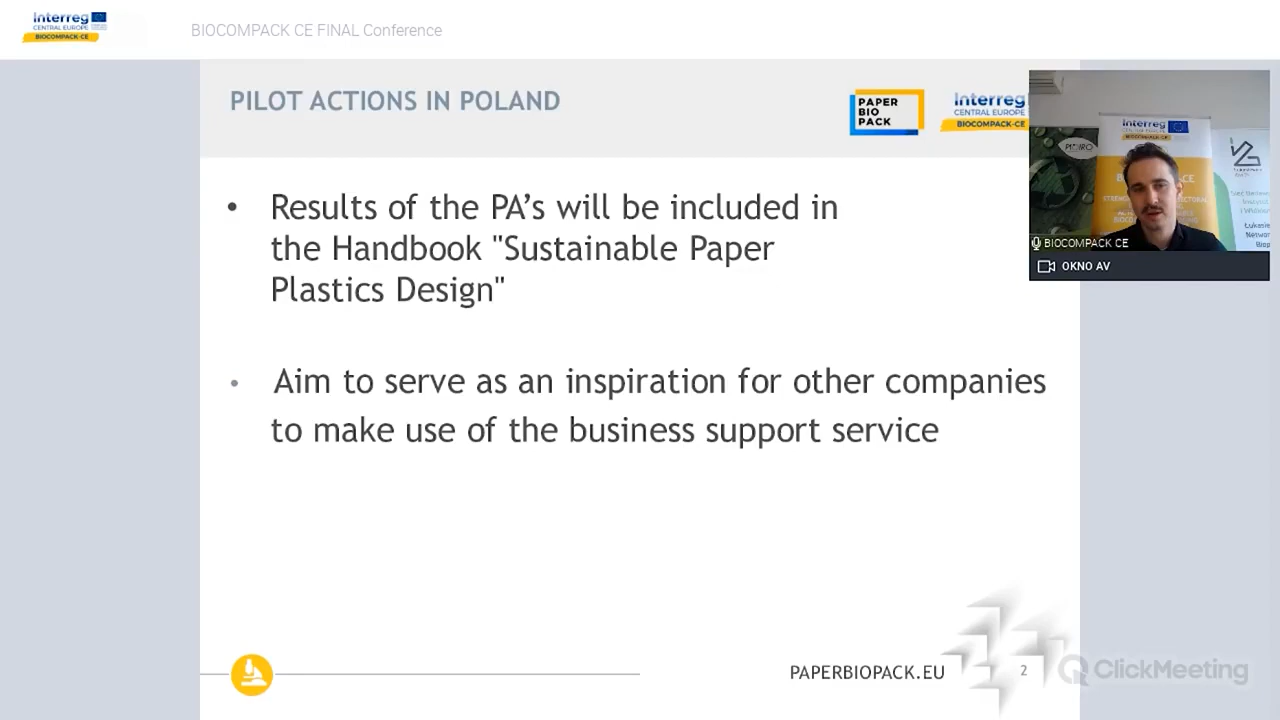 Interreg
CENTRAL EUROPE
BIOCOMPACK-CE
BIOCOMPACK CE FINAL Conference
PILOT ACTIONS IN POLAND
PAPER
BIO
PACK
Interreg
CENTRAL EUROPE
BIOCOMPACK-CE
Interreg
BIOCOMPACK CE
OKNO AV
• Results of the PA’s will be included in
the Handbook "Sustainable Paper
Plastics Design"
• Aim to serve as an inspiration for other companies
to make use of the business support service
PAPERBIOPACK.EU
2
ClickMeeting